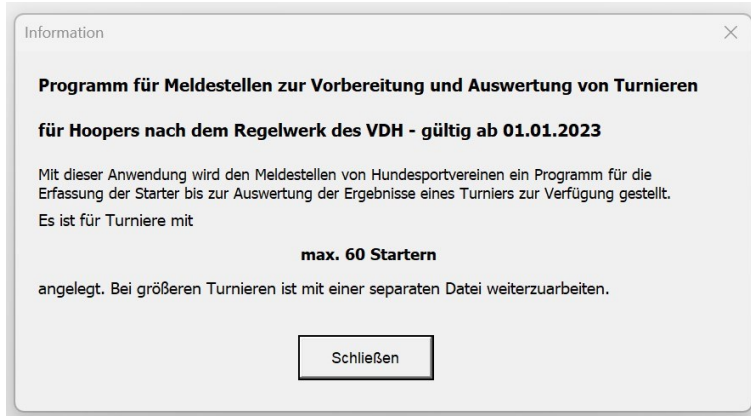 Information
Programm für Meldestellen zur Vorbereitung und Auswertung von Turnieren
für Hoopers nach dem Regelwerk des VDH - gültig ab 01.01.2023
Mit dieser Anwendung wird den Meldestellen von Hundesportvereinen ein Programm für die
Erfassung der Starter bis zur Auswertung der Ergebnisse eines Turniers zur Verfügung gestellt.
Es ist für Turniere mit
max. 60 Startern
angelegt. Bei größeren Turnieren ist mit einer separaten Datei weiterzuarbeiten.
Schließen